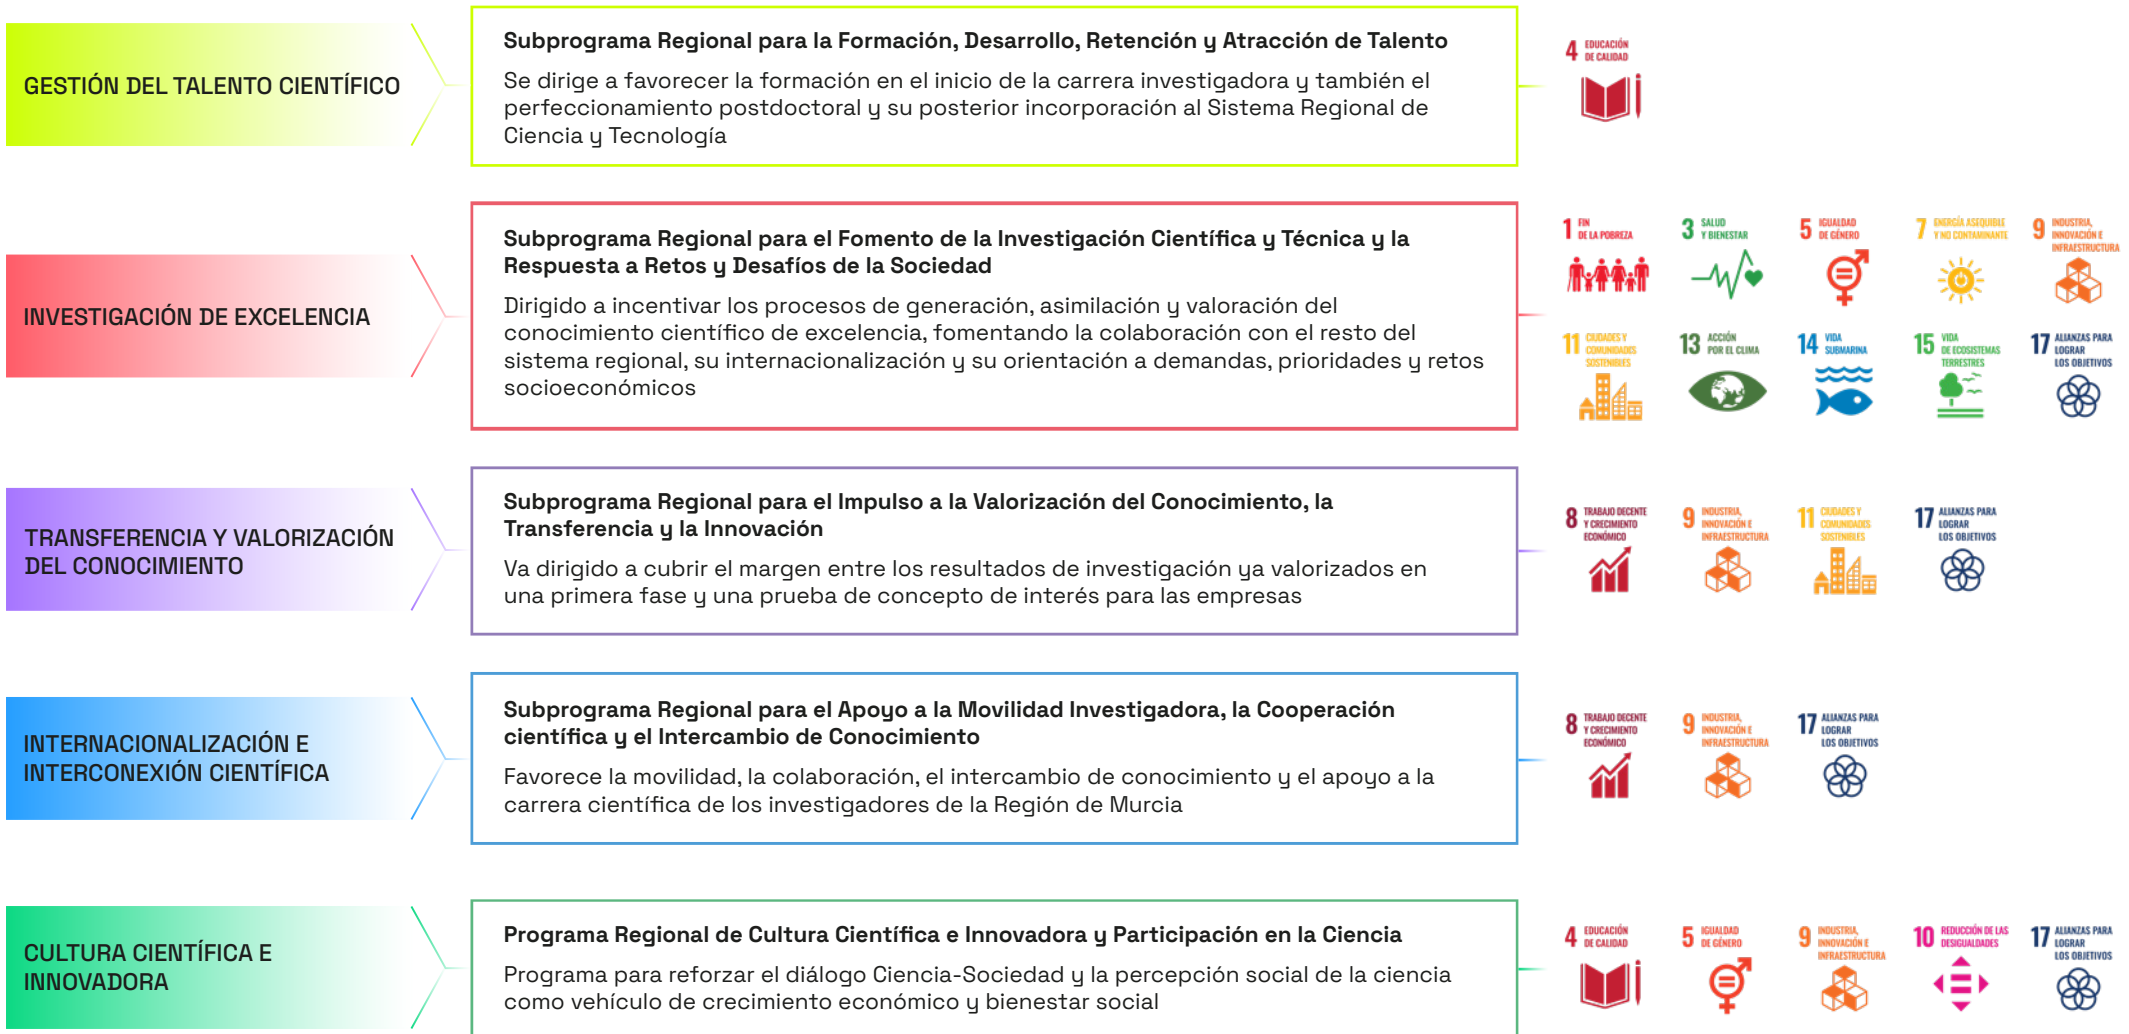 GESTIÓN DEL TALENTO CIENTÍFICO
Subprograma Regional para la Formación, Desarrollo, Retención y Atracción de Talento
Se dirige a favorecer la formación en el inicio de la carrera investigadora y también el
perfeccionamiento postdoctoral y su posterior incorporación al Sistema Regional de
Ciencia y Tecnología
4 EDUCACIÓN
DE CALIDAD
INVESTIGACIÓN DE EXCELENCIA
Subprograma Regional para el Fomento de la Investigación Científica y Técnica y la
Respuesta a Retos y Desafíos de la Sociedad
Dirigido a incentivar los procesos de generación, asimilación y valoración del
conocimiento científico de excelencia, fomentando la colaboración con el resto del
sistema regional, su internacionalización y su orientación a demandas, prioridades y retos
socioeconómicos
1 FIN
DE LA POBREZA
3 SALUD
Y BIENESTAR
5 IGUALDAD
DE GÉNERO
7 ENERGÍA ASEQUIBLE
Y NO CONTAMINANTE
9 INDUSTRIA,
INNOVACIÓN E
INFRAESTRUCTURA
11 CIUDADES Y
COMUNIDADES
SOSTENIBLES
13 ACCIÓN
POR EL CLIMA
14 VIDA
SUBMARINA
15 VIDA
DE ECOSISTEMAS
TERRESTRES
17 ALIANZAS PARA
LOGRAR
LOS OBJETIVOS
TRANSFERENCIA Y VALORIZACIÓN
DEL CONOCIMIENTO
Subprograma Regional para el Impulso a la Valorización del Conocimiento, la
Transferencia y la Innovación
Va dirigido a cubrir el margen entre los resultados de investigación ya valorizados en
una primera fase y una prueba de concepto de interés para las empresas
8 TRABAJO DECENTE
Y CRECIMIENTO
ECONÓMICO
9 INDUSTRIA,
INNOVACIÓN E
INFRAESTRUCTURA
11 CIUDADES Y
COMUNIDADES
SOSTENIBLES
17 ALIANZAS PARA
LOGRAR
LOS OBJETIVOS
INTERNACIONALIZACIÓN E
INTERCONEXIÓN CIENTÍFICA
Subprograma Regional para el Apoyo a la Movilidad Investigadora, la Cooperación
científica y el Intercambio de Conocimiento
Favorece la movilidad, la colaboración, el intercambio de conocimiento y el apoyo a la
carrera científica de los investigadores de la Región de Murcia
8 TRABAJO DECENTE
Y CRECIMIENTO
ECONÓMICO
9 INDUSTRIA,
INNOVACIÓN E
INFRAESTRUCTURA
17 ALIANZAS PARA
LOGRAR
LOS OBJETIVOS
CULTURA CIENTÍFICA E
INNOVADORA
Programa Regional de Cultura Científica e Innovadora y Participación en la Ciencia
Programa para reforzar el diálogo Ciencia-Sociedad y la percepción social de la ciencia
como vehículo de crecimiento económico y bienestar social
4 EDUCACIÓN
DE CALIDAD
5 IGUALDAD
DE GÉNERO
9 INDUSTRIA,
INNOVACIÓN E
INFRAESTRUCTURA
10 REDUCCIÓN DE LAS
DESIGUALDADES
17 ALIANZAS PARA
LOGRAR
LOS OBJETIVOS